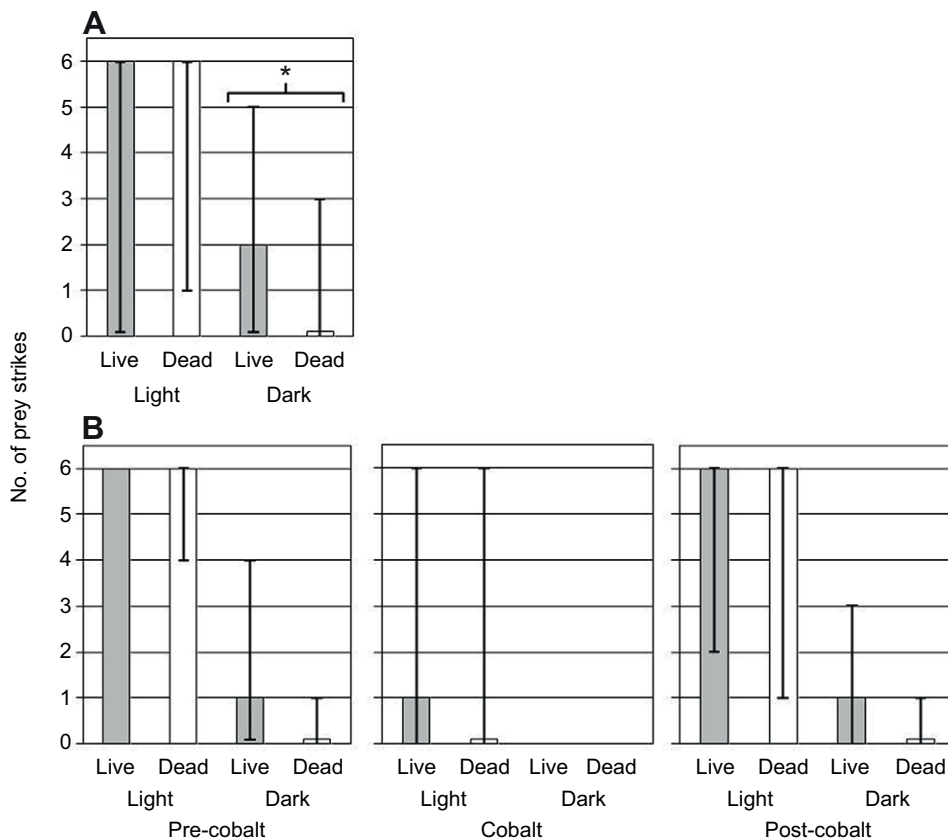 A
6
5
4
3
2
1
0
*
Live Dead Live Dead
Light Dark
No. of prey strikes
B
6
5
4
3
2
1
0
Live Dead Live Dead Live Dead Live Dead Live Dead Live Dead
Light Dark Light Dark Light Dark
Pre-cobalt Cobalt Post-cobalt